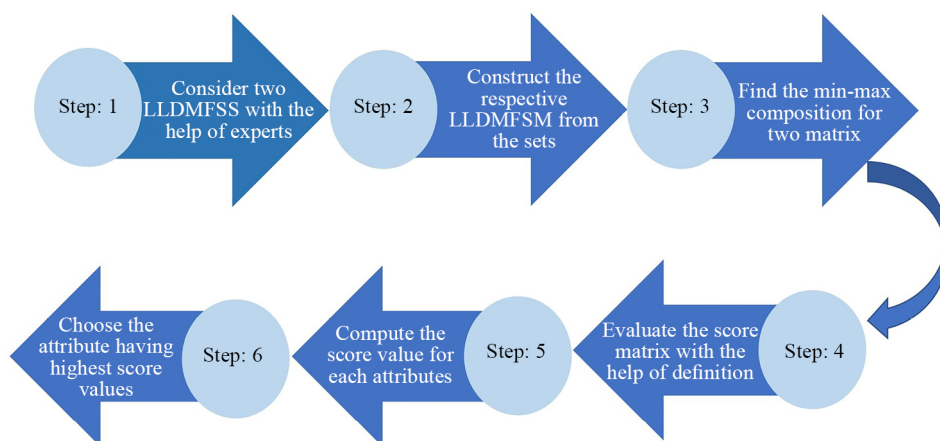 Step: 1
Consider two
LLDMFSS with the
help of experts
Step: 2
Construct the
respective
LLDMFSM from
the sets
Step: 3
Find the min-max
composition for
two matrix
Step: 4
Evaluate the score
matrix with the
help of definition
Step: 5
Compute the
score value for
each attributes
Step: 6
Choose the
attribute having
highest score
values